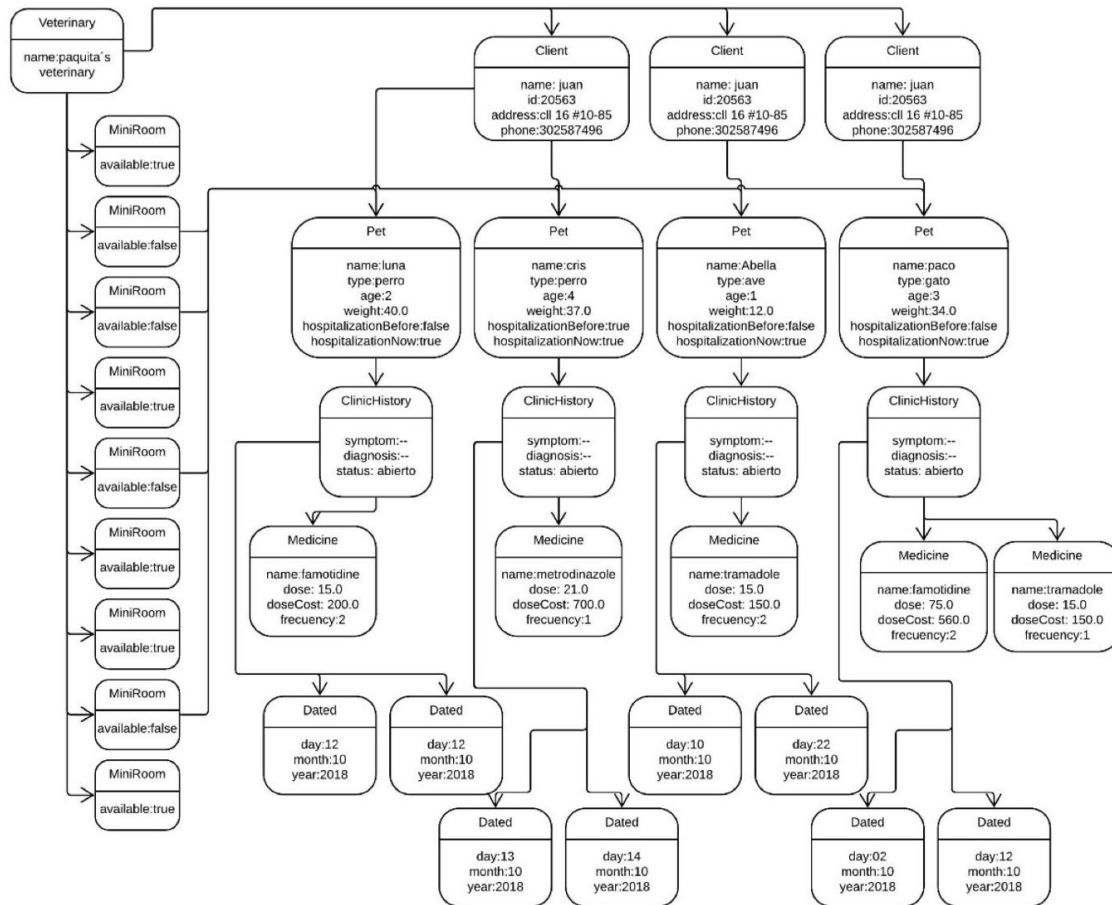 Veterinary
name:paquita´s
veterinary
Client
name: juan
id:20563
address:cll 16 #10-85
phone:302587496
Client
name: juan
id:20563
address:cll 16 #10-85
phone:302587496
Client
name: juan
id:20563
address:cll 16 #10-85
phone:302587496
MiniRoom
available:true
MiniRoom
available:false
MiniRoom
available:false
MiniRoom
available:true
MiniRoom
available:false
MiniRoom
available:true
MiniRoom
available:true
MiniRoom
available:false
MiniRoom
available:true
Pet
name:luna
type:perro
age:2
weight:40.0
hospitalizationBefore:false
hospitalizationNow:true
Pet
name:cris
type:perro
age:4
weight:37.0
hospitalizationBefore:true
hospitalizationNow:true
Pet
name:Abella
type:ave
age:1
weight:12.0
hospitalizationBefore:false
hospitalizationNow:true
Pet
name:paco
type:gato
age:3
weight:34.0
hospitalizationBefore:false
hospitalizationNow:true
ClinicHistory
symptom:--
diagnosis:--
status: abierto
ClinicHistory
symptom:--
diagnosis:--
status: abierto
ClinicHistory
symptom:--
diagnosis:--
status: abierto
ClinicHistory
symptom:--
diagnosis:--
status: abierto
Medicine
name:famotidine
dose: 15.0
doseCost: 200.0
frecuency:2
Medicine
name:metrodinazole
dose: 21.0
doseCost: 700.0
frecuency:1
Medicine
name:tramadole
dose: 15.0
doseCost: 150.0
frecuency:2
Medicine
name:famotidine
dose: 75.0
doseCost: 560.0
frecuency:2
Medicine
name:tramadole
dose: 15.0
doseCost: 150.0
frecuency:1
Dated
day:12
month:10
year:2018
Dated
day:12
month:10
year:2018
Dated
day:10
month:10
year:2018
Dated
day:22
month:10
year:2018
Dated
day:13
month:10
year:2018
Dated
day:14
month:10
year:2018
Dated
day:02
month:10
year:2018
Dated
day:12
month:10
year:2018